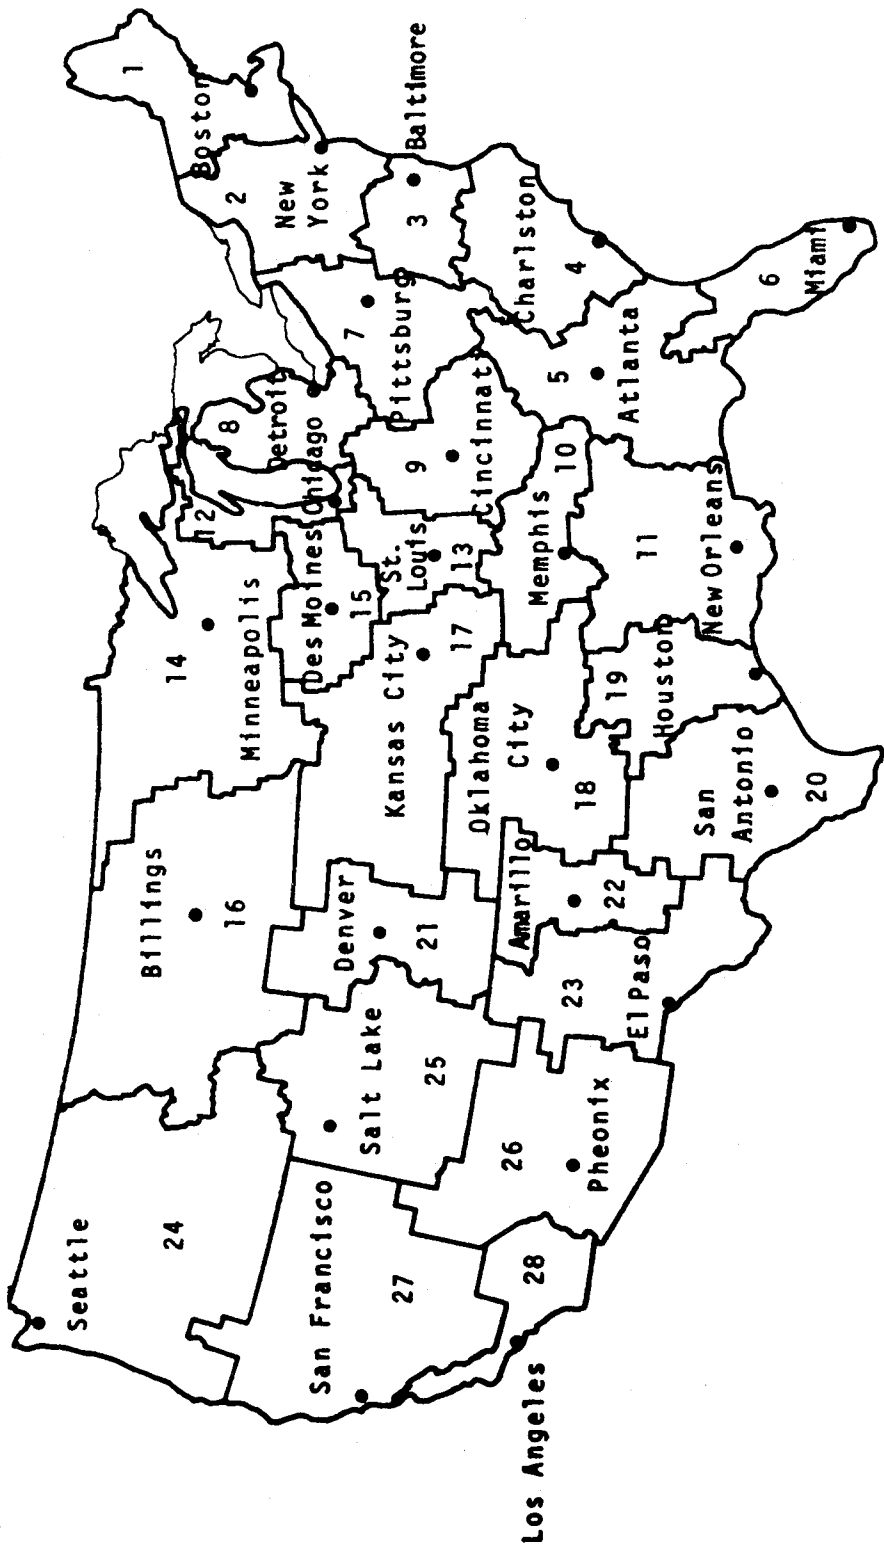 1
Boston
2
New
York
3
Baltimore
Charlston
4
5
Atlanta
6
Miami
7
Pittsburg
8
Detroit
9
Cincinnati
10
Memphis
11
New Orleans
12
Chicago
St.
Louis
13
14
Minneapolis
Des Moines
15
Billings
16
Kansas City
17
Oklahoma
City
18
19
Houston
San
Antonio
20
Denver
21
Amarillo
22
23
El Paso
Seattle
24
Salt Lake
25
26
Pheonix
San Francisco
27
28
Los Angeles